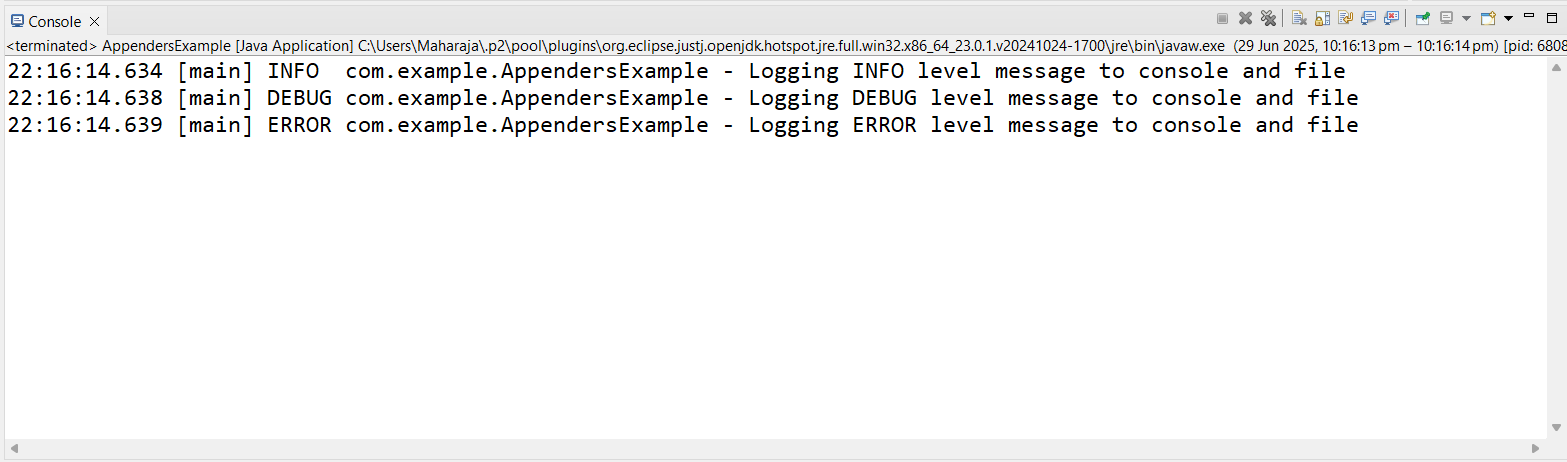 Console
<terminated> AppendersExample [Java Application] C:\Users\Maharaja\.p2\pool\plugins\org.eclipse.justj.openjdk.hotspot.jre.full.win32.x86_64_23.0.1.v20241024-1700\jre\bin\javaw.exe (29 Jun 2025, 10:16:13 pm – 10:16:14 pm) [pid: 6808
22:16:14.634 [main] INFO  com.example.AppendersExample - Logging INFO level message to console and file
22:16:14.638 [main] DEBUG com.example.AppendersExample - Logging DEBUG level message to console and file
22:16:14.639 [main] ERROR com.example.AppendersExample - Logging ERROR level message to console and file